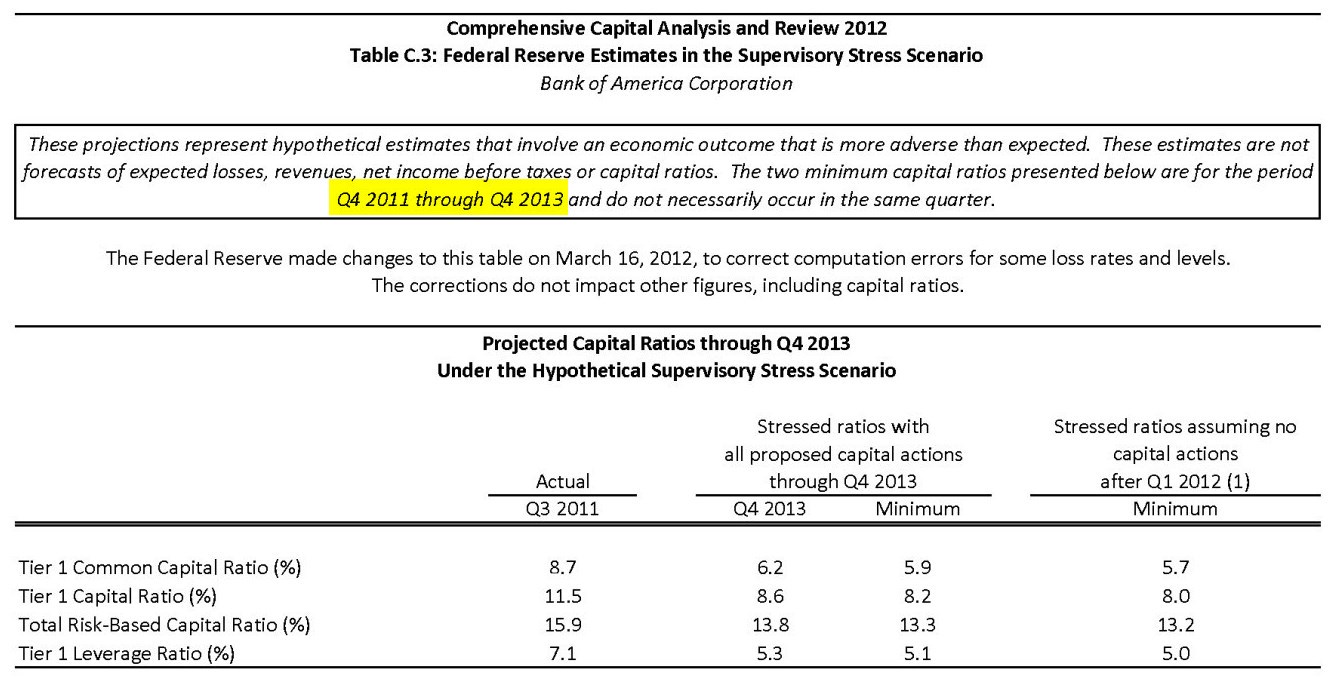 Comprehensive Capital Analysis and Review 2012
Table C.3: Federal Reserve Estimates in the Supervisory Stress Scenario
Bank of America Corporation
These projections represent hypothetical estimates that involve an economic outcome that is more adverse than expected. These estimates are not
forecasts of expected losses, revenues, net income before taxes or capital ratios. The two minimum capital ratios presented below are for the period
Q4 2011 through Q4 2013 and do not necessarily occur in the same quarter.
The Federal Reserve made changes to this table on March 16, 2012, to correct computation errors for some loss rates and levels.
The corrections do not impact other figures, including capital ratios.
Projected Capital Ratios through Q4 2013
Under the Hypothetical Supervisory Stress Scenario
Stressed ratios with Stressed ratios assuming no
all proposed capital actions capital actions
Actual through Q4 2013 after Q1 2012 (1)
Q3 2011 Q4 2013 Minimum Minimum
Tier 1 Common Capital Ratio (%) 8.7 6.2 5.9 5.7
Tier 1 Capital Ratio (%) 11.5 8.6 8.2 8.0
Total Risk-Based Capital Ratio (%) 15.9 13.8 13.3 13.2
Tier 1 Leverage Ratio (%) 7.1 5.3 5.1 5.0